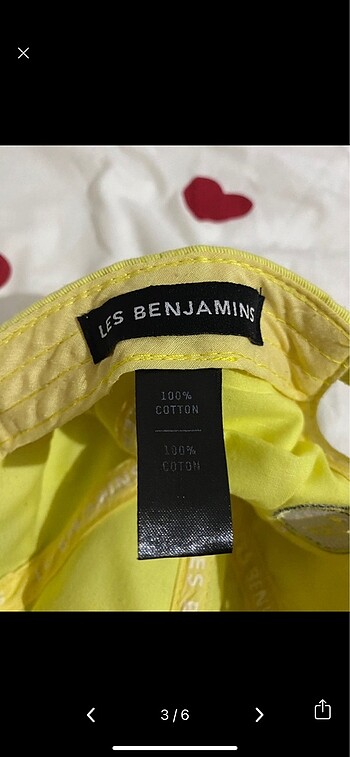 LES BENJAMINS
100%
COTTON
100%
COTON
3/6